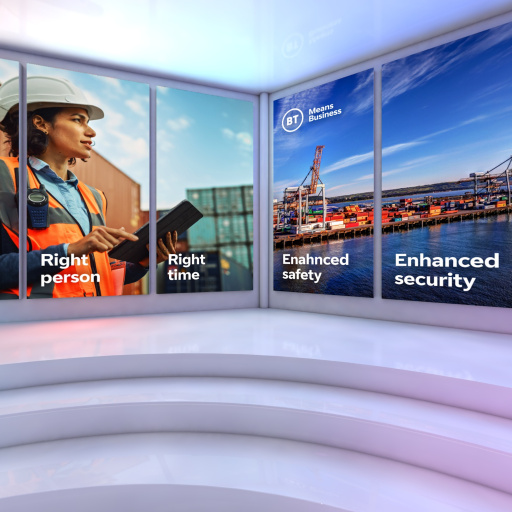 BT
Means
Business
Right
person
Right
time
Enahnced
safety
Enhanced
security